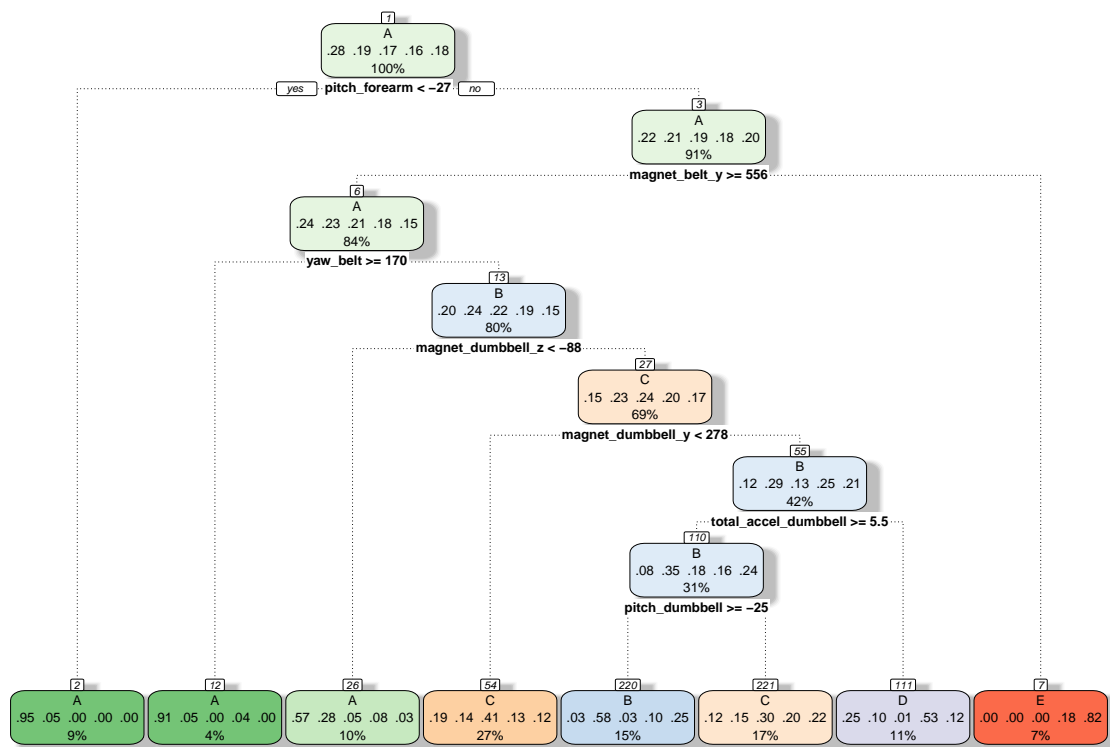 1
A
.28 .19 .17 .16 .18
100%
yes pitch_forearm < −27 no
3
A
.22 .21 .19 .18 .20
91%
magnet_belt_y >= 556
6
A
.24 .23 .21 .18 .15
84%
yaw_belt >= 170
13
B
.20 .24 .22 .19 .15
80%
magnet_dumbbell_z < −88
27
C
.15 .23 .24 .20 .17
69%
magnet_dumbbell_y < 278
55
B
.12 .29 .13 .25 .21
42%
total_accel_dumbbell >= 5.5
110
B
.08 .35 .18 .16 .24
31%
pitch_dumbbell >= −25
2
A
.95 .05 .00 .00 .00
9%
12
A
.91 .05 .00 .04 .00
4%
26
A
.57 .28 .05 .08 .03
10%
54
C
.19 .14 .41 .13 .12
27%
220
B
.03 .58 .03 .10 .25
15%
221
C
.12 .15 .30 .20 .22
17%
111
D
.25 .10 .01 .53 .12
11%
7
E
.00 .00 .00 .18 .82
7%